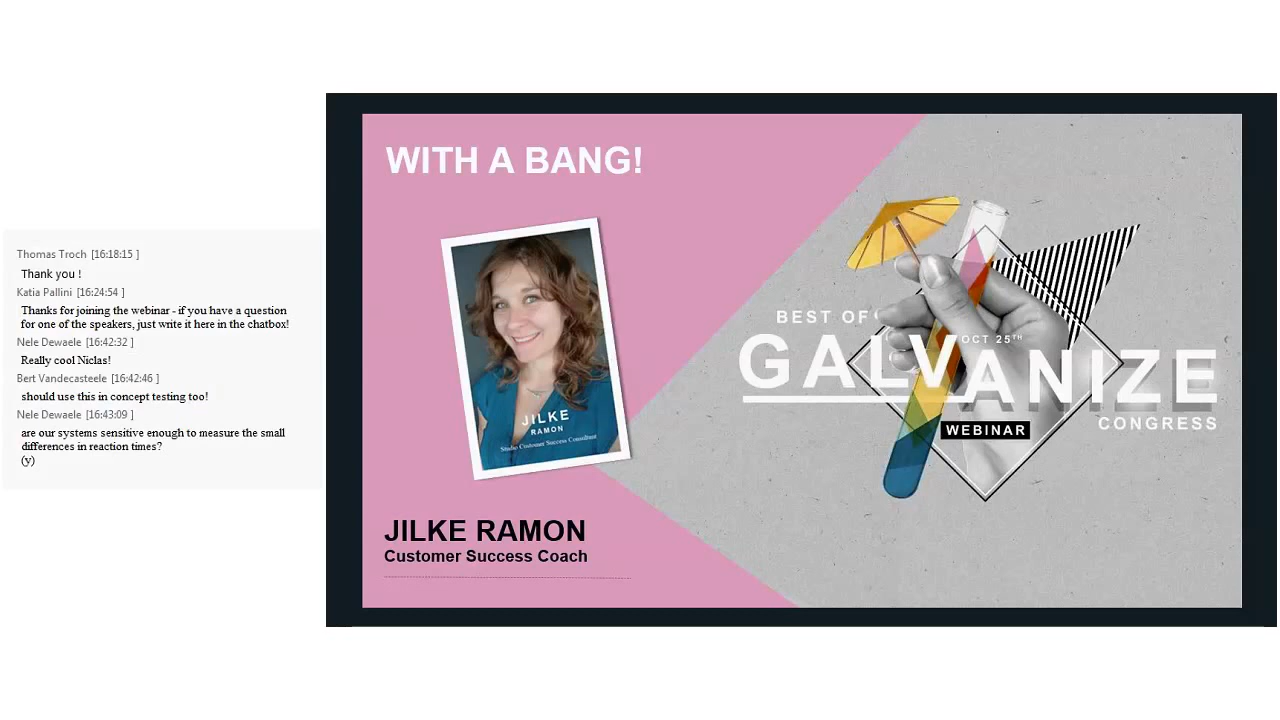 Thomas Troch [16:18:15 ]
Thank you !
Katia Pallini [16:24:54 ]
Thanks for joining the webinar - if you have a question
for one of the speakers, just write it here in the chatbox!
Nele Dewaele [16:42:32 ]
Really cool Niclas!
Bert Vandecasteele [16:42:46 ]
should use this in concept testing too!
Nele Dewaele [16:43:09 ]
are our systems sensitive enough to measure the small
differences in reaction times?
(y)
WITH A BANG!
JILKE
RAMON
Studio Customer Success Consultant
JILKE RAMON
Customer Success Coach
BEST OF
OCT 25TH
GALVANIZE
CONGRESS
WEBINAR